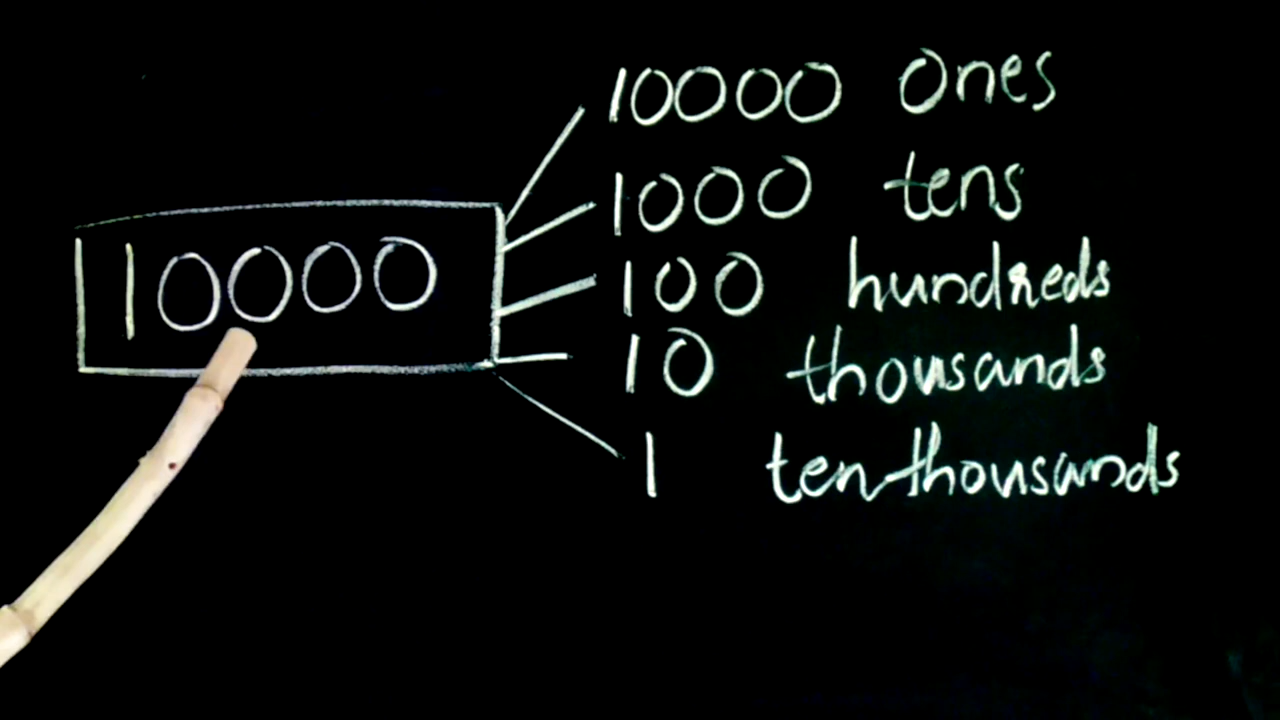 10000
10000 Ones
1000 tens
100 hundreds
10 thousands
1 ten thousands